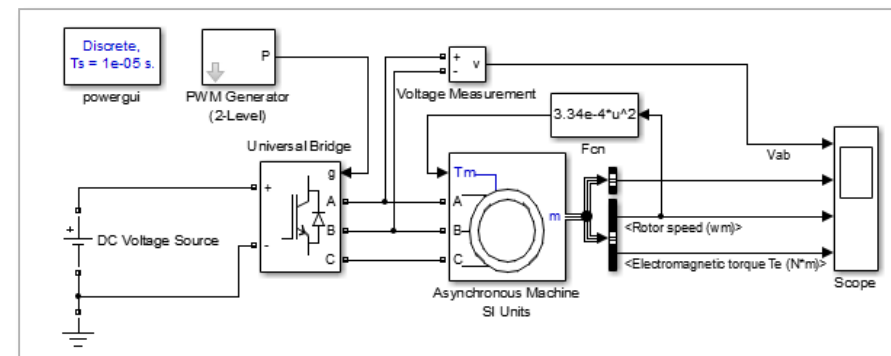 Discrete,
Ts = 1e-05 s.
powergui
P
PWM Generator
(2-Level)
+
-
v
Voltage Measurement
3.34e-4*u^2
Fcn
Universal Bridge
g
+
-
A
B
C
DC Voltage Source
Tm
A
B
C
m
Asynchronous Machine
SI Units
Vab
<Rotor speed (wm)>
<Electromagnetic torque Te (N*m)>
Scope